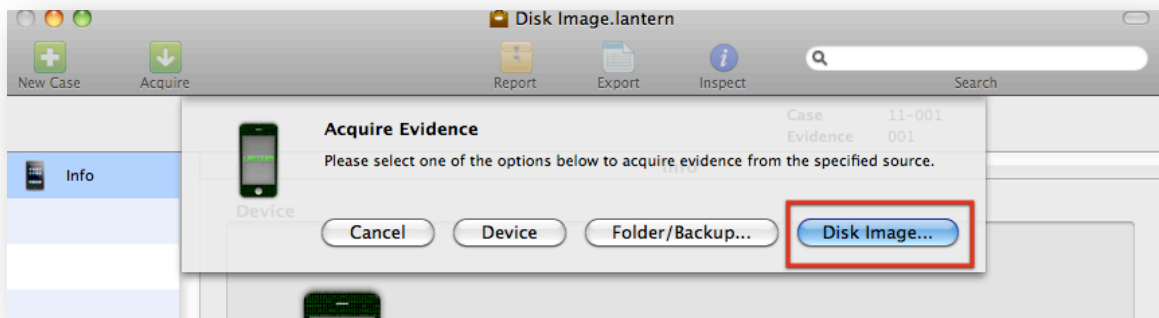 Disk Image.lantern
New Case Acquire Report Export Inspect Search
Case 11-001
Evidence 001
Acquire Evidence
Please select one of the options below to acquire evidence from the specified source.
Info
Info
Device
Cancel Device Folder/Backup... Disk Image...